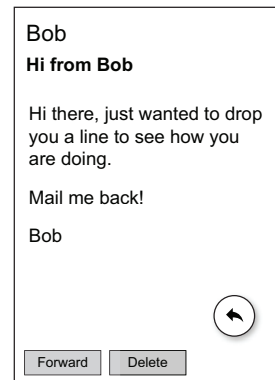 Bob
Hi from Bob
Hi there, just wanted to drop
you a line to see how you
are doing.
Mail me back!
Bob
Forward
Delete